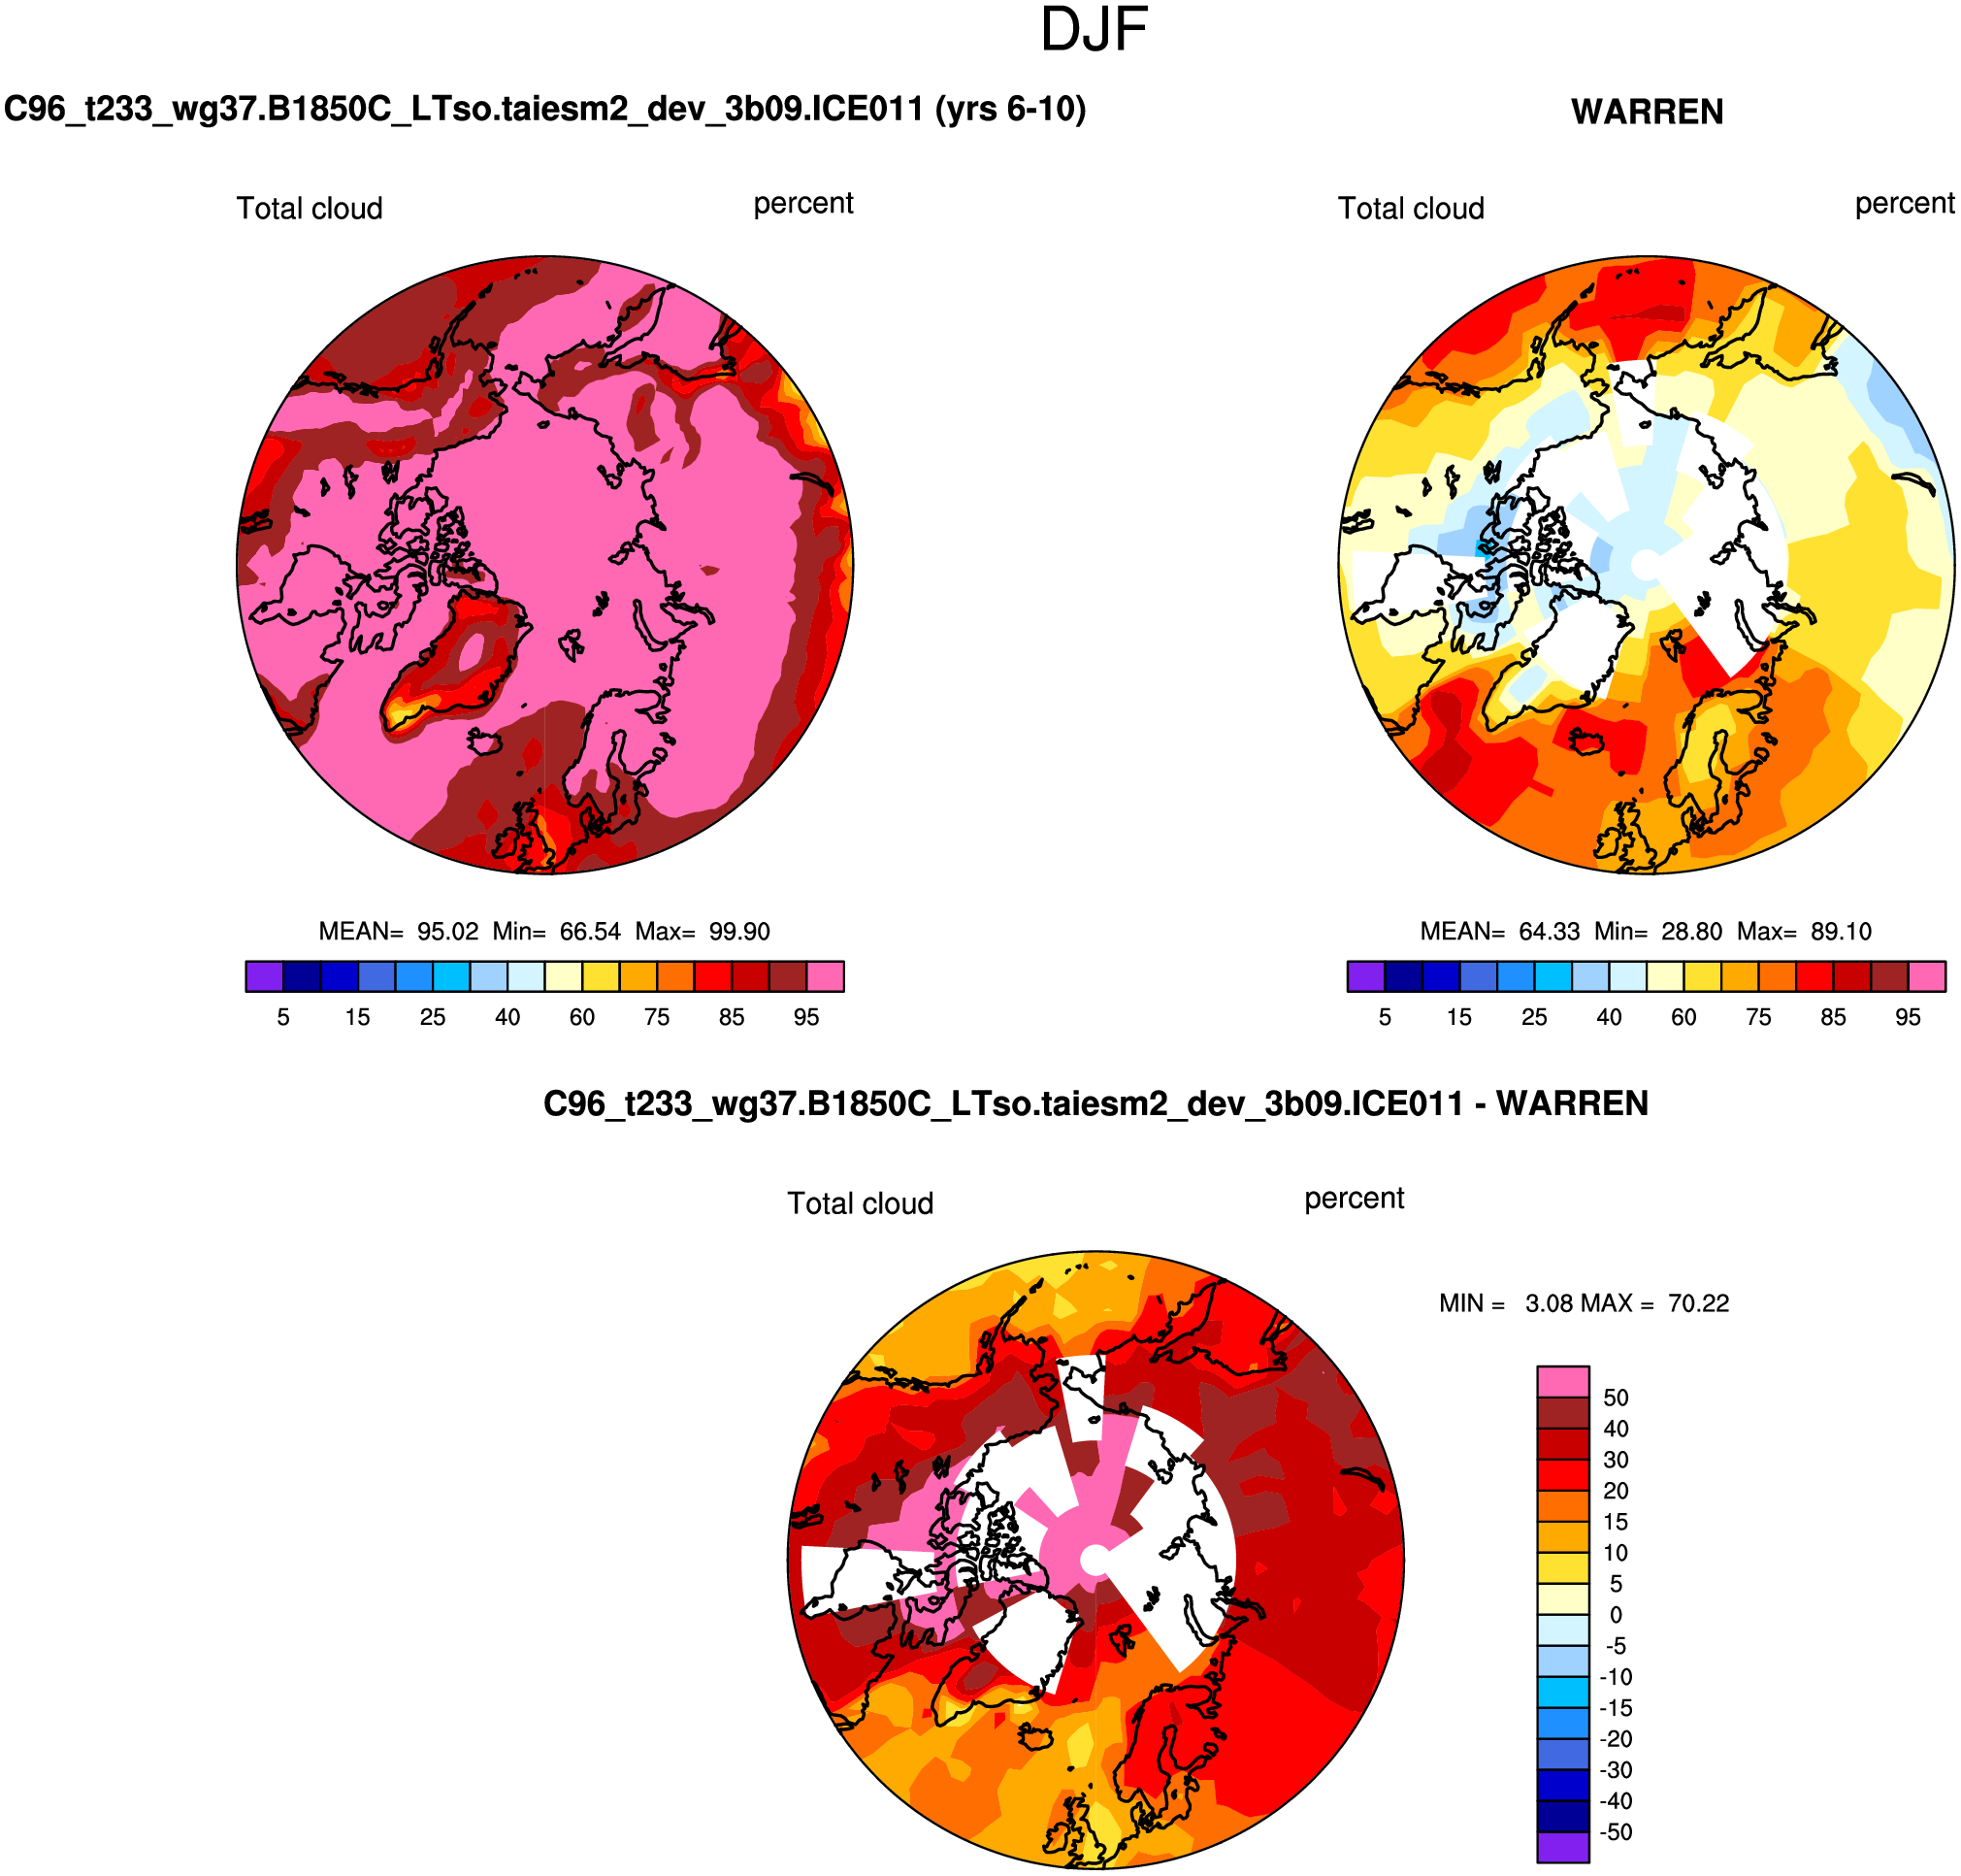 DJF
C96_t233_wg37.B1850C_LTso.taiesm2_dev_3b09.ICE011 (yrs 6-10)
WARREN
Total cloud percent
Total cloud percent
MEAN= 95.02 Min= 66.54 Max= 99.90
MEAN= 64.33 Min= 28.80 Max= 89.10
5 15 25 40 60 75 85 95
5 15 25 40 60 75 85 95
C96_t233_wg37.B1850C_LTso.taiesm2_dev_3b09.ICE011 - WARREN
Total cloud percent
MIN = 3.08 MAX = 70.22
50
40
30
20
15
10
5
0
-5
-10
-15
-20
-30
-40
-50